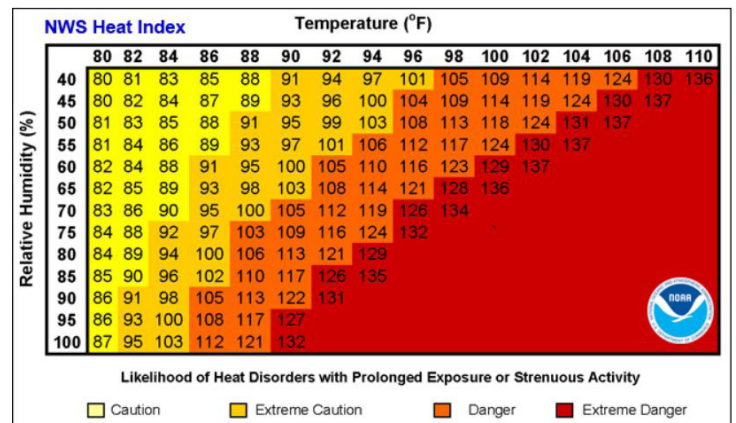 NWS Heat Index
Temperature (°F)
80 82 84 86 88 90 92 94 96 98 100 102 104 106 108 110
Relative Humidity (%)
40 80 81 83 85 88 91 94 97 101 105 109 114 119 124 130 136
45 80 82 84 87 89 93 96 100 104 109 114 119 124 130 137
50 81 83 85 88 91 95 99 103 108 113 118 124 131 137
55 81 84 86 89 93 97 101 106 112 117 124 130 137
60 82 84 88 91 95 100 105 110 116 123 129 137
65 82 85 89 93 98 103 108 114 121 128 136
70 83 86 90 95 100 105 112 119 126 134
75 84 88 92 97 103 109 116 124 132
80 84 89 94 100 106 113 121 129
85 85 90 96 102 110 117 126 135
90 86 91 98 105 113 122 131
95 86 93 100 108 117 127
100 87 95 103 112 121 132
NOAA
Likelihood of Heat Disorders with Prolonged Exposure or Strenuous Activity
Caution Extreme Caution Danger Extreme Danger